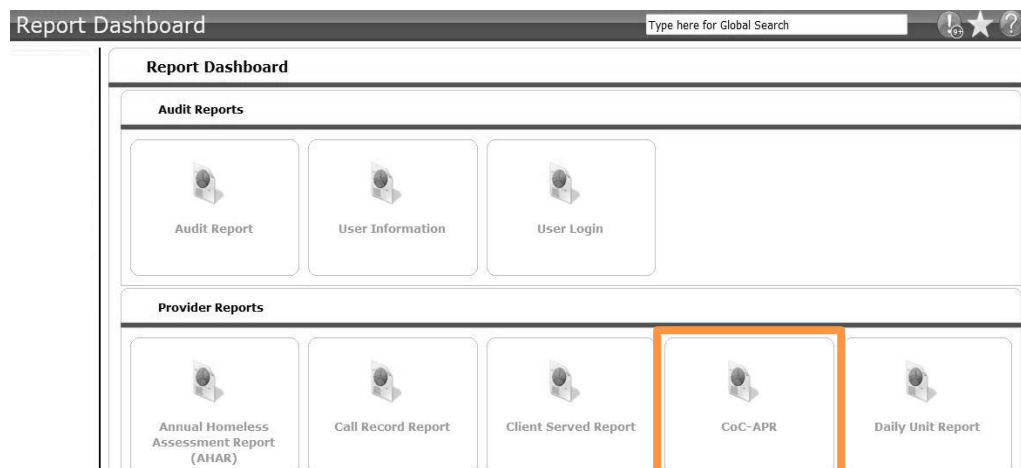 Report Dashboard
Type here for Global Search
9+
?
Report Dashboard
Audit Reports
Audit Report
User Information
User Login
Provider Reports
Annual Homeless
Assessment Report
(AHAR)
Call Record Report
Client Served Report
CoC-APR
Daily Unit Report